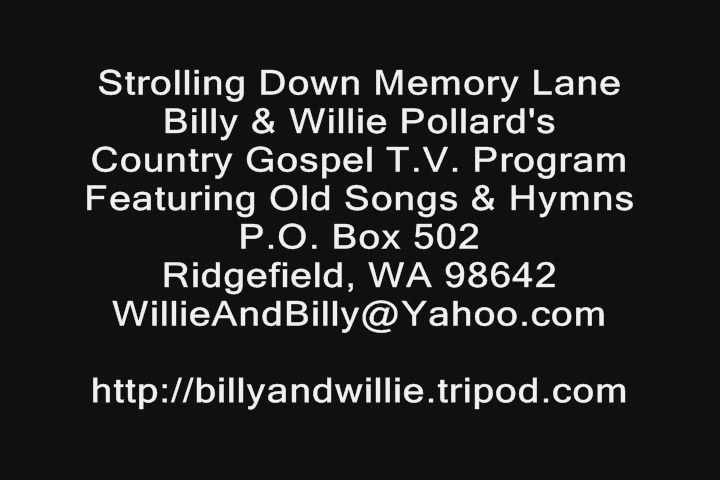 Strolling Down Memory Lane
Billy & Willie Pollard's
Country Gospel T.V. Program
Featuring Old Songs & Hymns
P.O. Box 502
Ridgefield, WA 98642
WillieAndBilly@Yahoo.com
http://billyandwillie.tripod.com